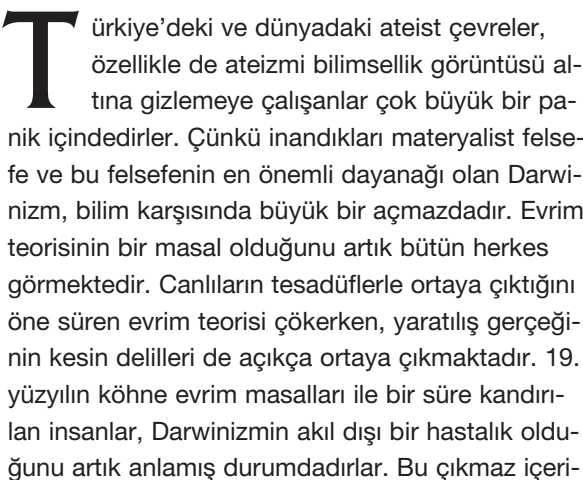 Türkiye’deki ve dünyadaki ateist çevreler,
özellikle de ateizmi bilimsellik görüntüsü al-
tına gizlemeye çalışanlar çok büyük bir pa-
nik içindedirler. Çünkü inandıkları materyalist felse-
fe ve bu felsefenin en önemli dayanağı olan Darwi-
nizm, bilim karşısında büyük bir açmazdadır. Evrim
teorisinin bir masal olduğunu artık bütün herkes
görmektedir. Canlıların tesadüflerle ortaya çıktığını
öne süren evrim teorisi çökerken, yaratılış gerçeği-
nin kesin delilleri de açıkça ortaya çıkmaktadır. 19.
yüzyılın köhne evrim masalları ile bir süre kandırı-
lan insanlar, Darwinizmin akıl dışı bir hastalık oldu-
ğunu artık anlamış durumdadırlar. Bu çıkmaz içeri-